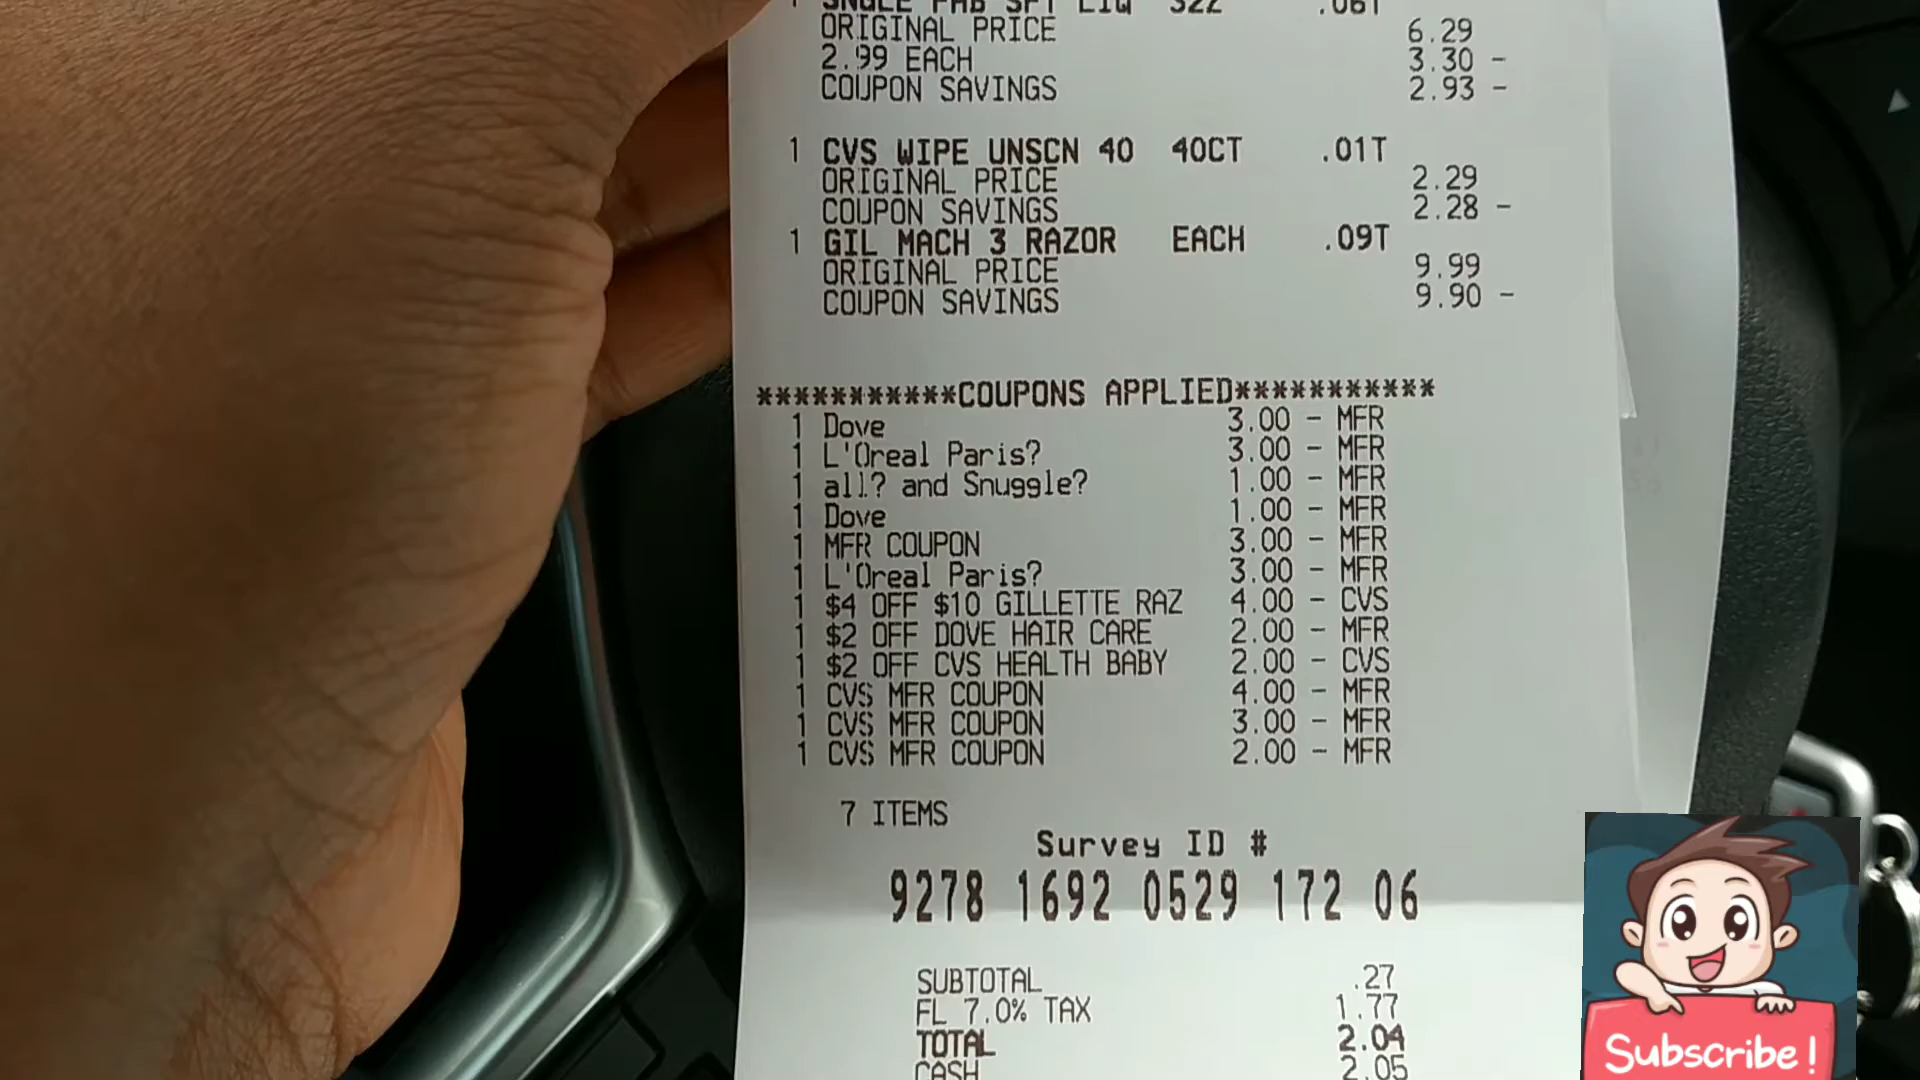 1 SNGLE FAB SFT LIQ 32Z .06T
ORIGINAL PRICE 6.29
2.99 EACH 3.30 -
COUPON SAVINGS 2.93 -
1 CVS WIPE UNSCN 40 40CT .01T
ORIGINAL PRICE 2.29
COUPON SAVINGS 2.28 -
1 GIL MACH 3 RAZOR EACH .09T
ORIGINAL PRICE 9.99
COUPON SAVINGS 9.90 -
***********COUPONS APPLIED***********
1 Dove 3.00 - MFR
1 L'Oreal Paris? 3.00 - MFR
1 all? and Snuggle? 1.00 - MFR
1 Dove 1.00 - MFR
1 MFR COUPON 3.00 - MFR
1 L'Oreal Paris? 3.00 - MFR
1 $4 OFF $10 GILLETTE RAZ 4.00 - CVS
1 $2 OFF DOVE HAIR CARE 2.00 - MFR
1 $2 OFF CVS HEALTH BABY 2.00 - CVS
1 CVS MFR COUPON 4.00 - MFR
1 CVS MFR COUPON 3.00 - MFR
1 CVS MFR COUPON 2.00 - MFR
7 ITEMS
Survey ID #
9278 1692 0529 172 06
SUBTOTAL .27
FL 7.0% TAX 1.77
TOTAL 2.04
CASH 2.05
Subscribe!